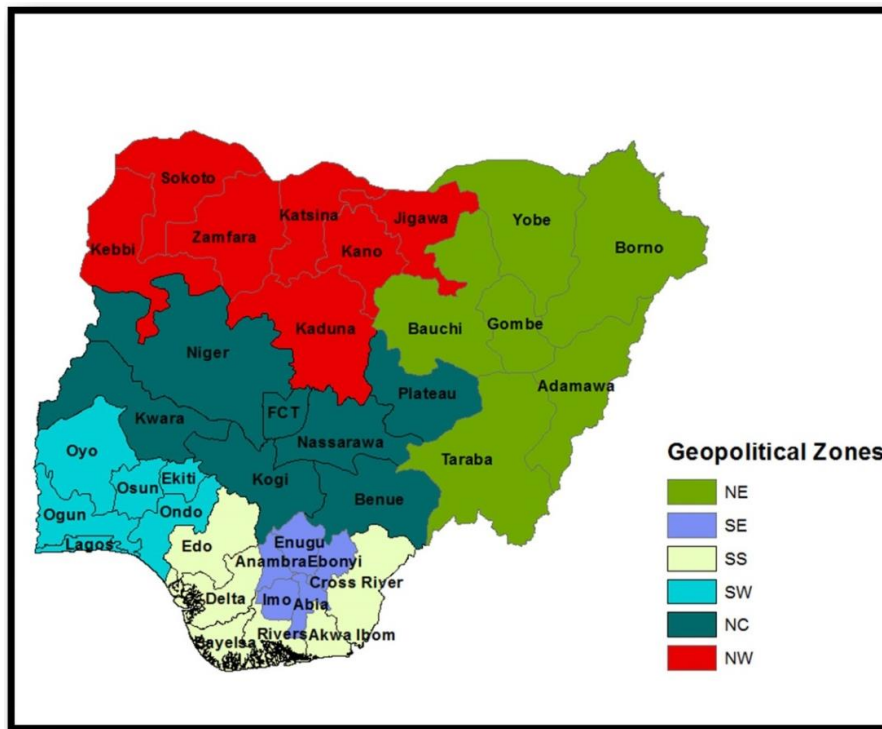 Sokoto
Katsina
Jigawa
Yobe
Zamfara
Kebbi
Kano
Borno
Kaduna
Bauchi
Gombe
Niger
Plateau
Adamawa
FCT
Kwara
Nassarawa
Oyo
Taraba
Kogi
Osun
Ekiti
Benue
Ogun
Ondo
Lagos
Edo
Enugu
Anambra
Ebonyi
Cross River
Delta
Imo
Abia
Bayelsa
Rivers
Akwa Ibom
Geopolitical Zones
NE
SE
SS
SW
NC
NW